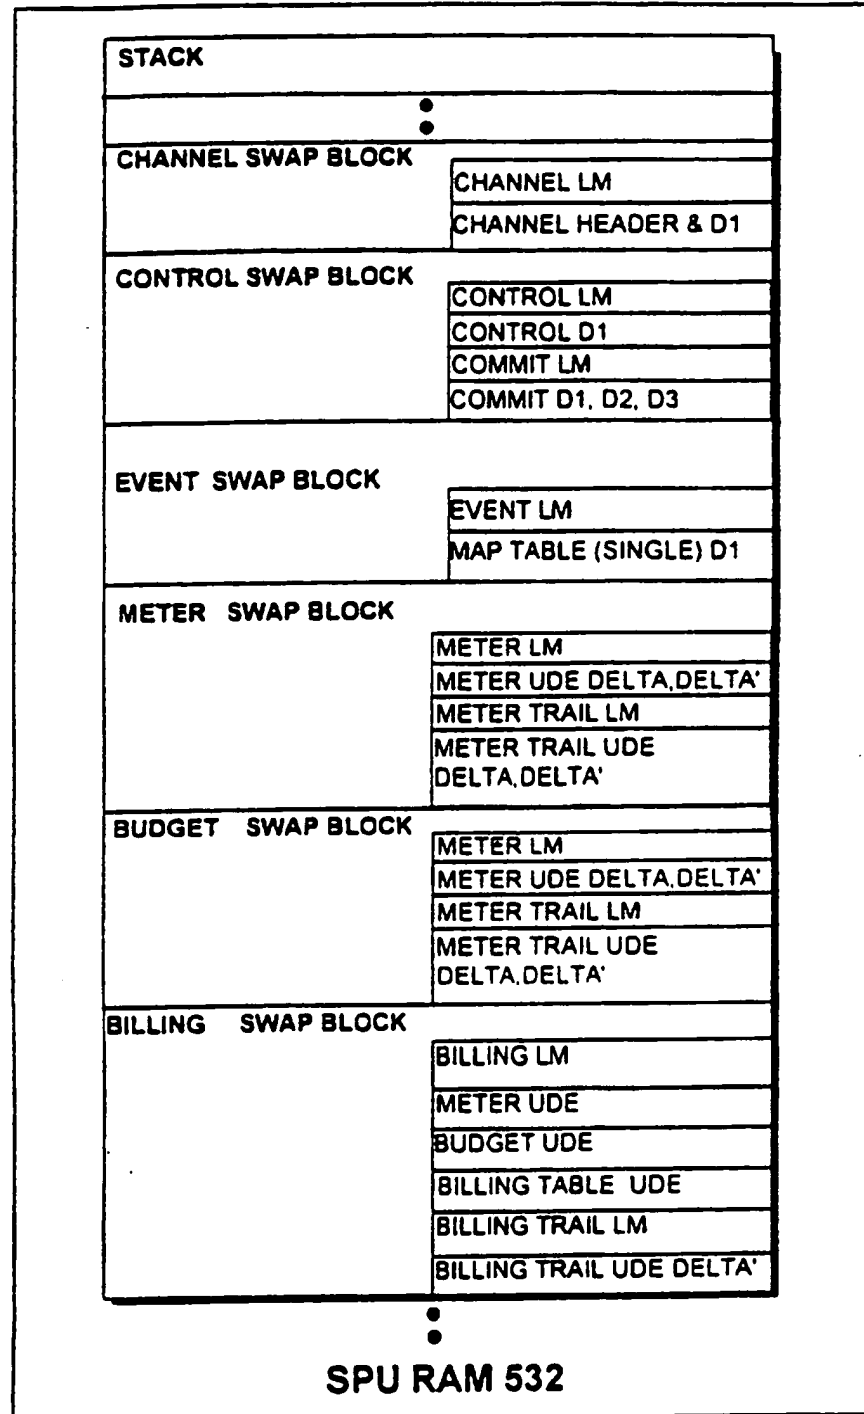 STACK
CHANNEL SWAP BLOCK
CHANNEL LM
CHANNEL HEADER & D1
CONTROL SWAP BLOCK
CONTROL LM
CONTROL D1
COMMIT LM
COMMIT D1, D2, D3
EVENT SWAP BLOCK
EVENT LM
MAP TABLE (SINGLE) D1
METER SWAP BLOCK
METER LM
METER UDE DELTA,DELTA'
METER TRAIL LM
METER TRAIL UDE
DELTA,DELTA'
BUDGET SWAP BLOCK
METER LM
METER UDE DELTA,DELTA'
METER TRAIL LM
METER TRAIL UDE
DELTA,DELTA'
BILLING SWAP BLOCK
BILLING LM
METER UDE
BUDGET UDE
BILLING TABLE UDE
BILLING TRAIL LM
BILLING TRAIL UDE DELTA'
SPU RAM 532